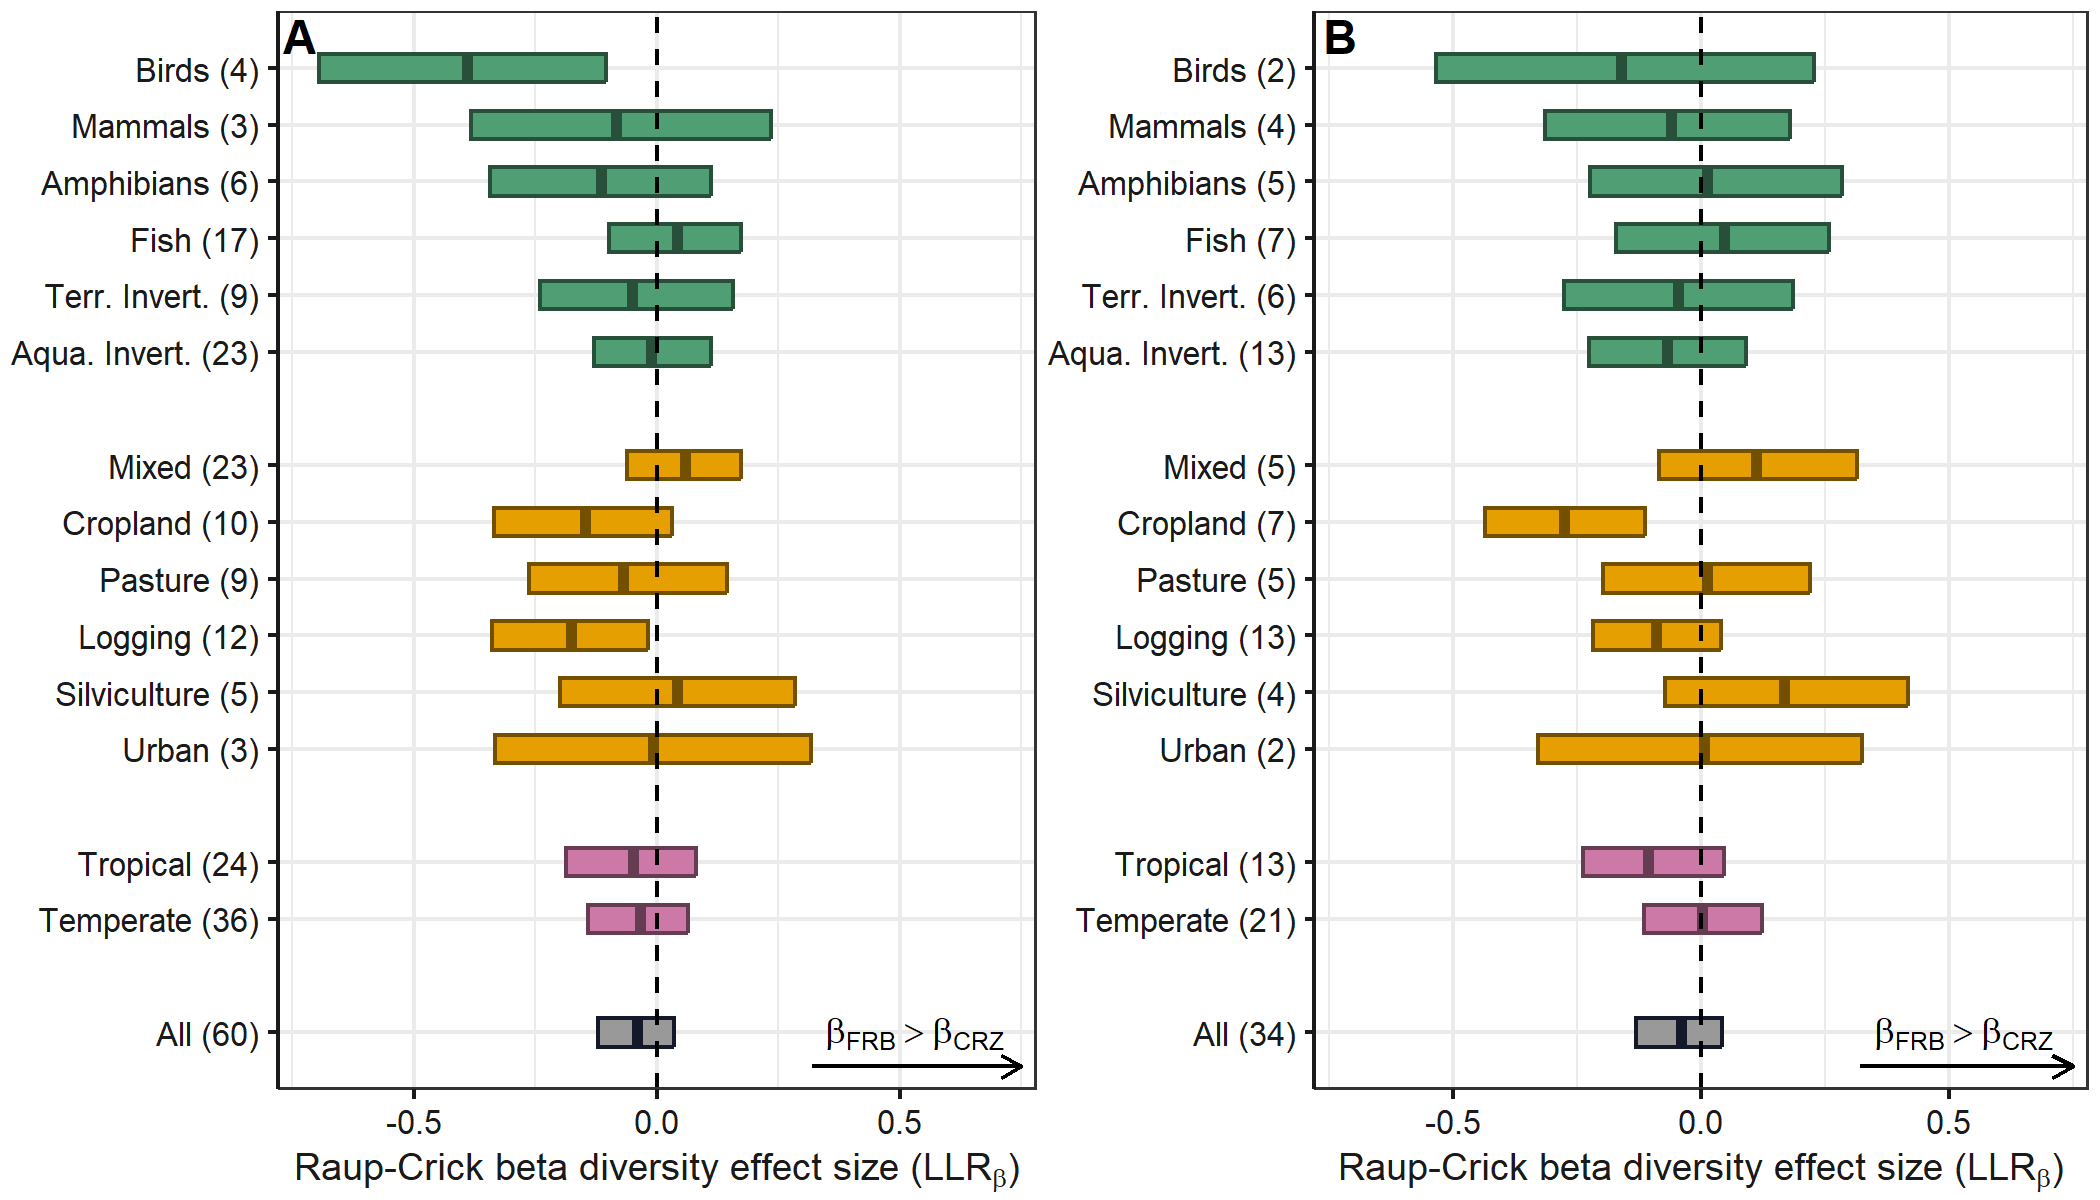 A
Birds (4)
Mammals (3)
Amphibians (6)
Fish (17)
Terr. Invert. (9)
Aqua. Invert. (23)
Mixed (23)
Cropland (10)
Pasture (9)
Logging (12)
Silviculture (5)
Urban (3)
Tropical (24)
Temperate (36)
All (60)
βFRB > βCRZ
-0.5 0.0 0.5
Raup-Crick beta diversity effect size (LLRβ)
B
Birds (2)
Mammals (4)
Amphibians (5)
Fish (7)
Terr. Invert. (6)
Aqua. Invert. (13)
Mixed (5)
Cropland (7)
Pasture (5)
Logging (13)
Silviculture (4)
Urban (2)
Tropical (13)
Temperate (21)
All (34)
βFRB > βCRZ
-0.5 0.0 0.5
Raup-Crick beta diversity effect size (LLRβ)